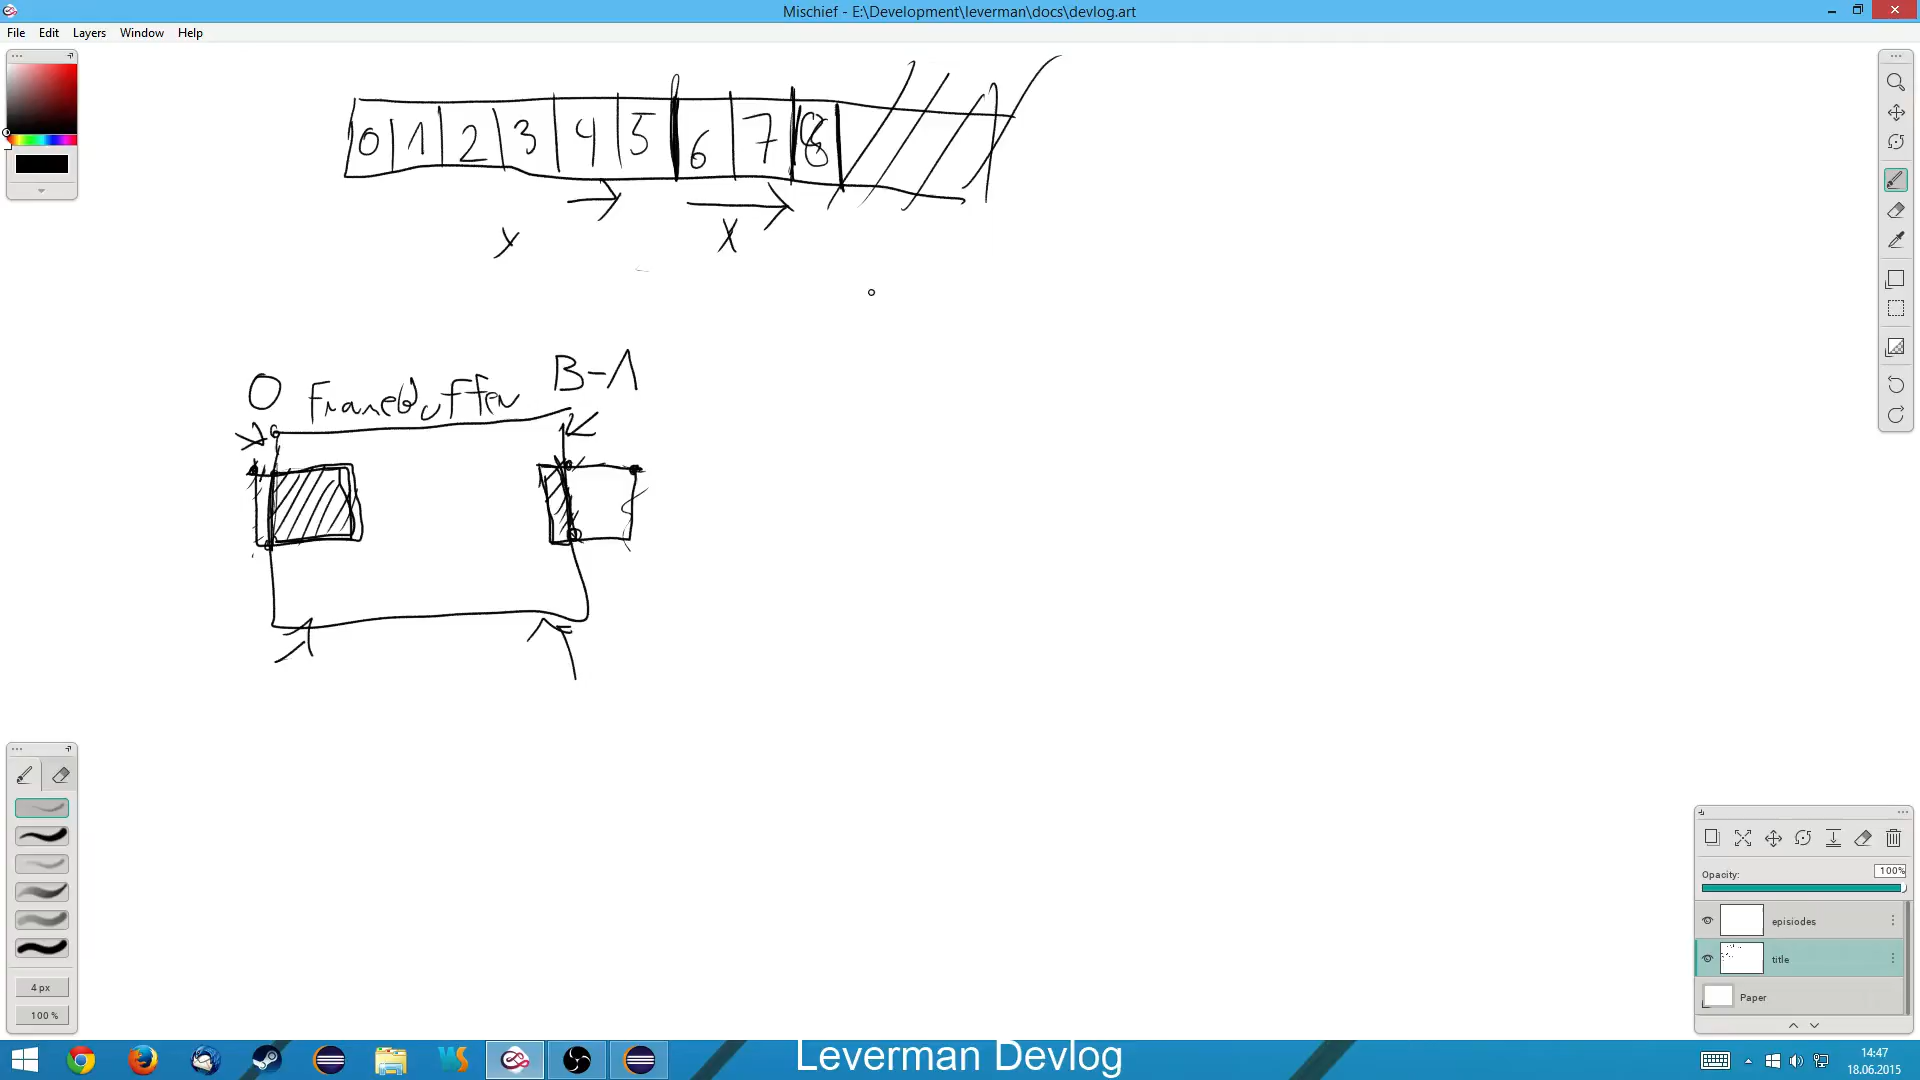 Mischief - E:\Development\leverman\docs\devlog.art
File Edit Layers Window Help
0 1 2 3 4 5 6 7 8
y x
0 Framebuffer B-1
4 px
100 %
Opacity: 100%
episiodes
title
Paper
Leverman Devlog
14:47
18.06.2015